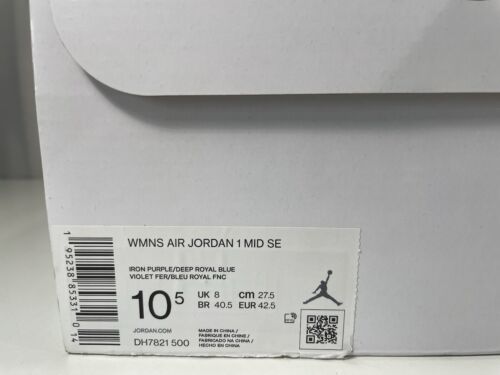 WMNS AIR JORDAN 1 MID SE
IRON PURPLE/DEEP ROYAL BLUE
VIOLET FER/BLEU ROYAL FNC
10 5
UK 8 cm 27.5
BR 40.5 EUR 42.5
JORDAN.COM
DH7821 500
MADE IN CHINA /
FABRIQUE EN CHINE /
FABRICADO NA CHINA /
HECHO EN CHINA
1 95238 85331 0 14